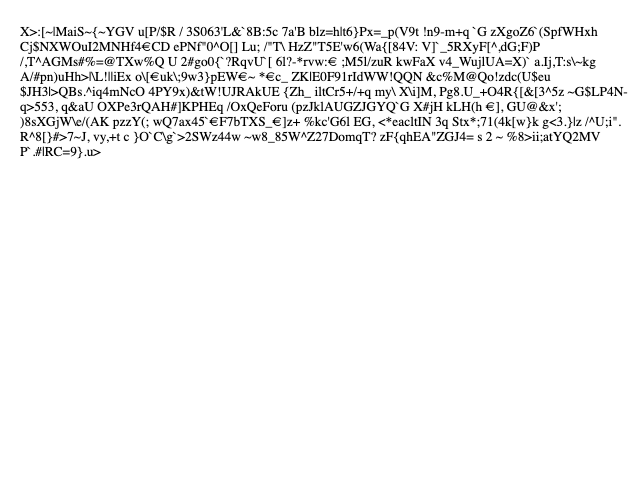 X>:[~|MaiS~{~YGV u[P/$R / 3S063'L&`8B:5c 7a'B blz=h|t6}Px=_p(V9t !n9-m+q `G zXgoZ6`(SpfWHxh
Cj$NXWOuI2MNHf4€CD ePNf"0^O[] Lu; /"T\ HzZ"T5E'w6(Wa{[84V: V]`_5RXyF[^,dG;F)P
/,T^AGMs#%=@TXw%Q U 2#go0{`?RqvU`[ 6l?-*rvw:€ ;M5l/zuR kwFaX v4_WujlUA=X)` a.Ij,T:s\~kg
A/#pn)uHh>|\L!|liEx o\[€uk\;9w3}pEW€~ *€c_ ZK|E0F91rIdWW!QQN &c%M@Qo!zdc(U$eu
$JH3|>QBs.^iq4mNcO 4PY9x)&tW!UJRAkUE {Zh_ iltCr5+/+q my\ X\i]M, Pg8.U_+O4R{[&[3^5z ~G$LP4N-
q>553, q&aU OXPe3rQAH#]KPHEq /OxQeForu (pzJklAUGZJGYQ`G X#jH kLH(h €], GU@&x';
)8sXGjW\e/(AK pzzY(; wQ7ax45`€F7bTXS_€]z+ %kc'G6l EG, <*eacltIN 3q Stx*;71(4k[w}k g<3.}|z /^U;i".
R^8[}#>7~J, vy,+t c }O`C\g`>2SWz44w ~w8_85W^Z27DomqT? zF{qhEA"ZGJ4= s 2 ~ %8>ii;atYQ2MV
P`.#|RC=9}.u>